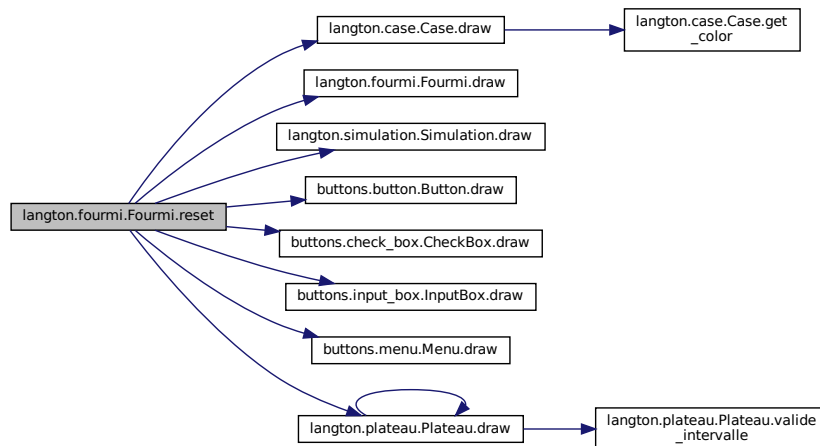 langton.case.Case.draw
langton.case.Case.get
_color
langton.fourmi.Fourmi.draw
langton.simulation.Simulation.draw
buttons.button.Button.draw
langton.fourmi.Fourmi.reset
buttons.check_box.CheckBox.draw
buttons.input_box.InputBox.draw
buttons.menu.Menu.draw
langton.plateau.Plateau.draw
langton.plateau.Plateau.valide
_intervalle